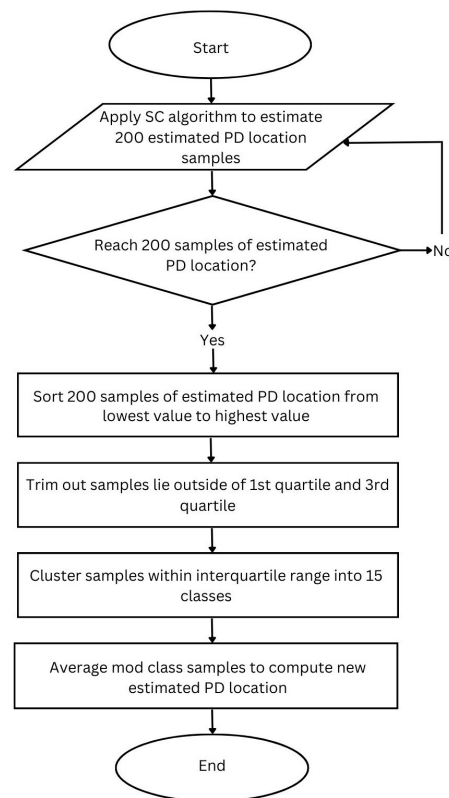 Start
Apply SC algorithm to estimate
200 estimated PD location
samples
Reach 200 samples of estimated
PD location?
No
Yes
Sort 200 samples of estimated PD location from
lowest value to highest value
Trim out samples lie outside of 1st quartile and 3rd
quartile
Cluster samples within interquartile range into 15
classes
Average mod class samples to compute new
estimated PD location
End